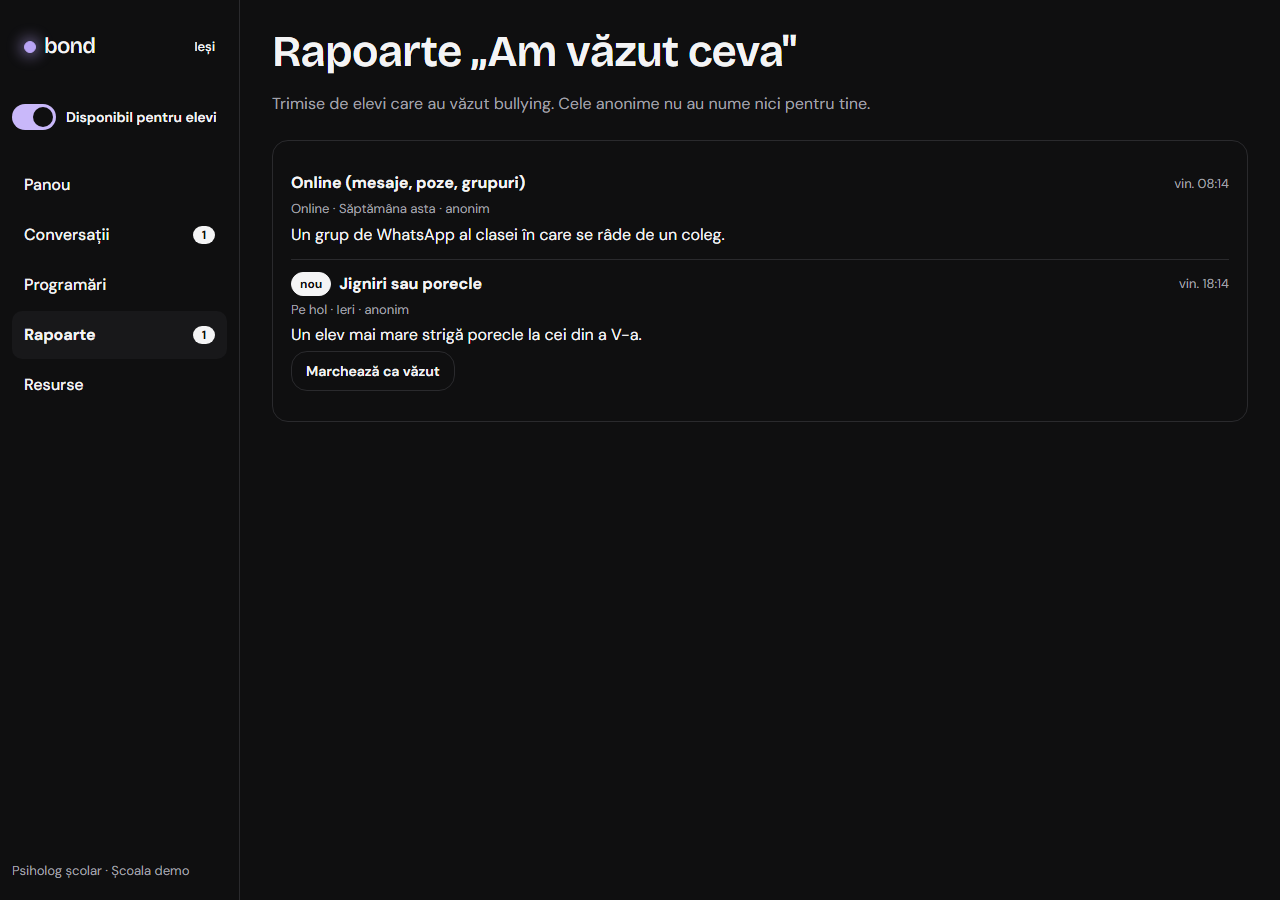 bond
Ieși
Disponibil pentru elevi
Panou
Conversații 1
Programări
Rapoarte 1
Resurse
Psiholog școlar · Școala demo
Rapoarte „Am văzut ceva"
Trimise de elevi care au văzut bullying. Cele anonime nu au nume nici pentru tine.
Online (mesaje, poze, grupuri) vin. 08:14
Online · Săptămâna asta · anonim
Un grup de WhatsApp al clasei în care se râde de un coleg.
nou Jigniri sau porecle vin. 18:14
Pe hol · Ieri · anonim
Un elev mai mare strigă porecle la cei din a V-a.
Marchează ca văzut